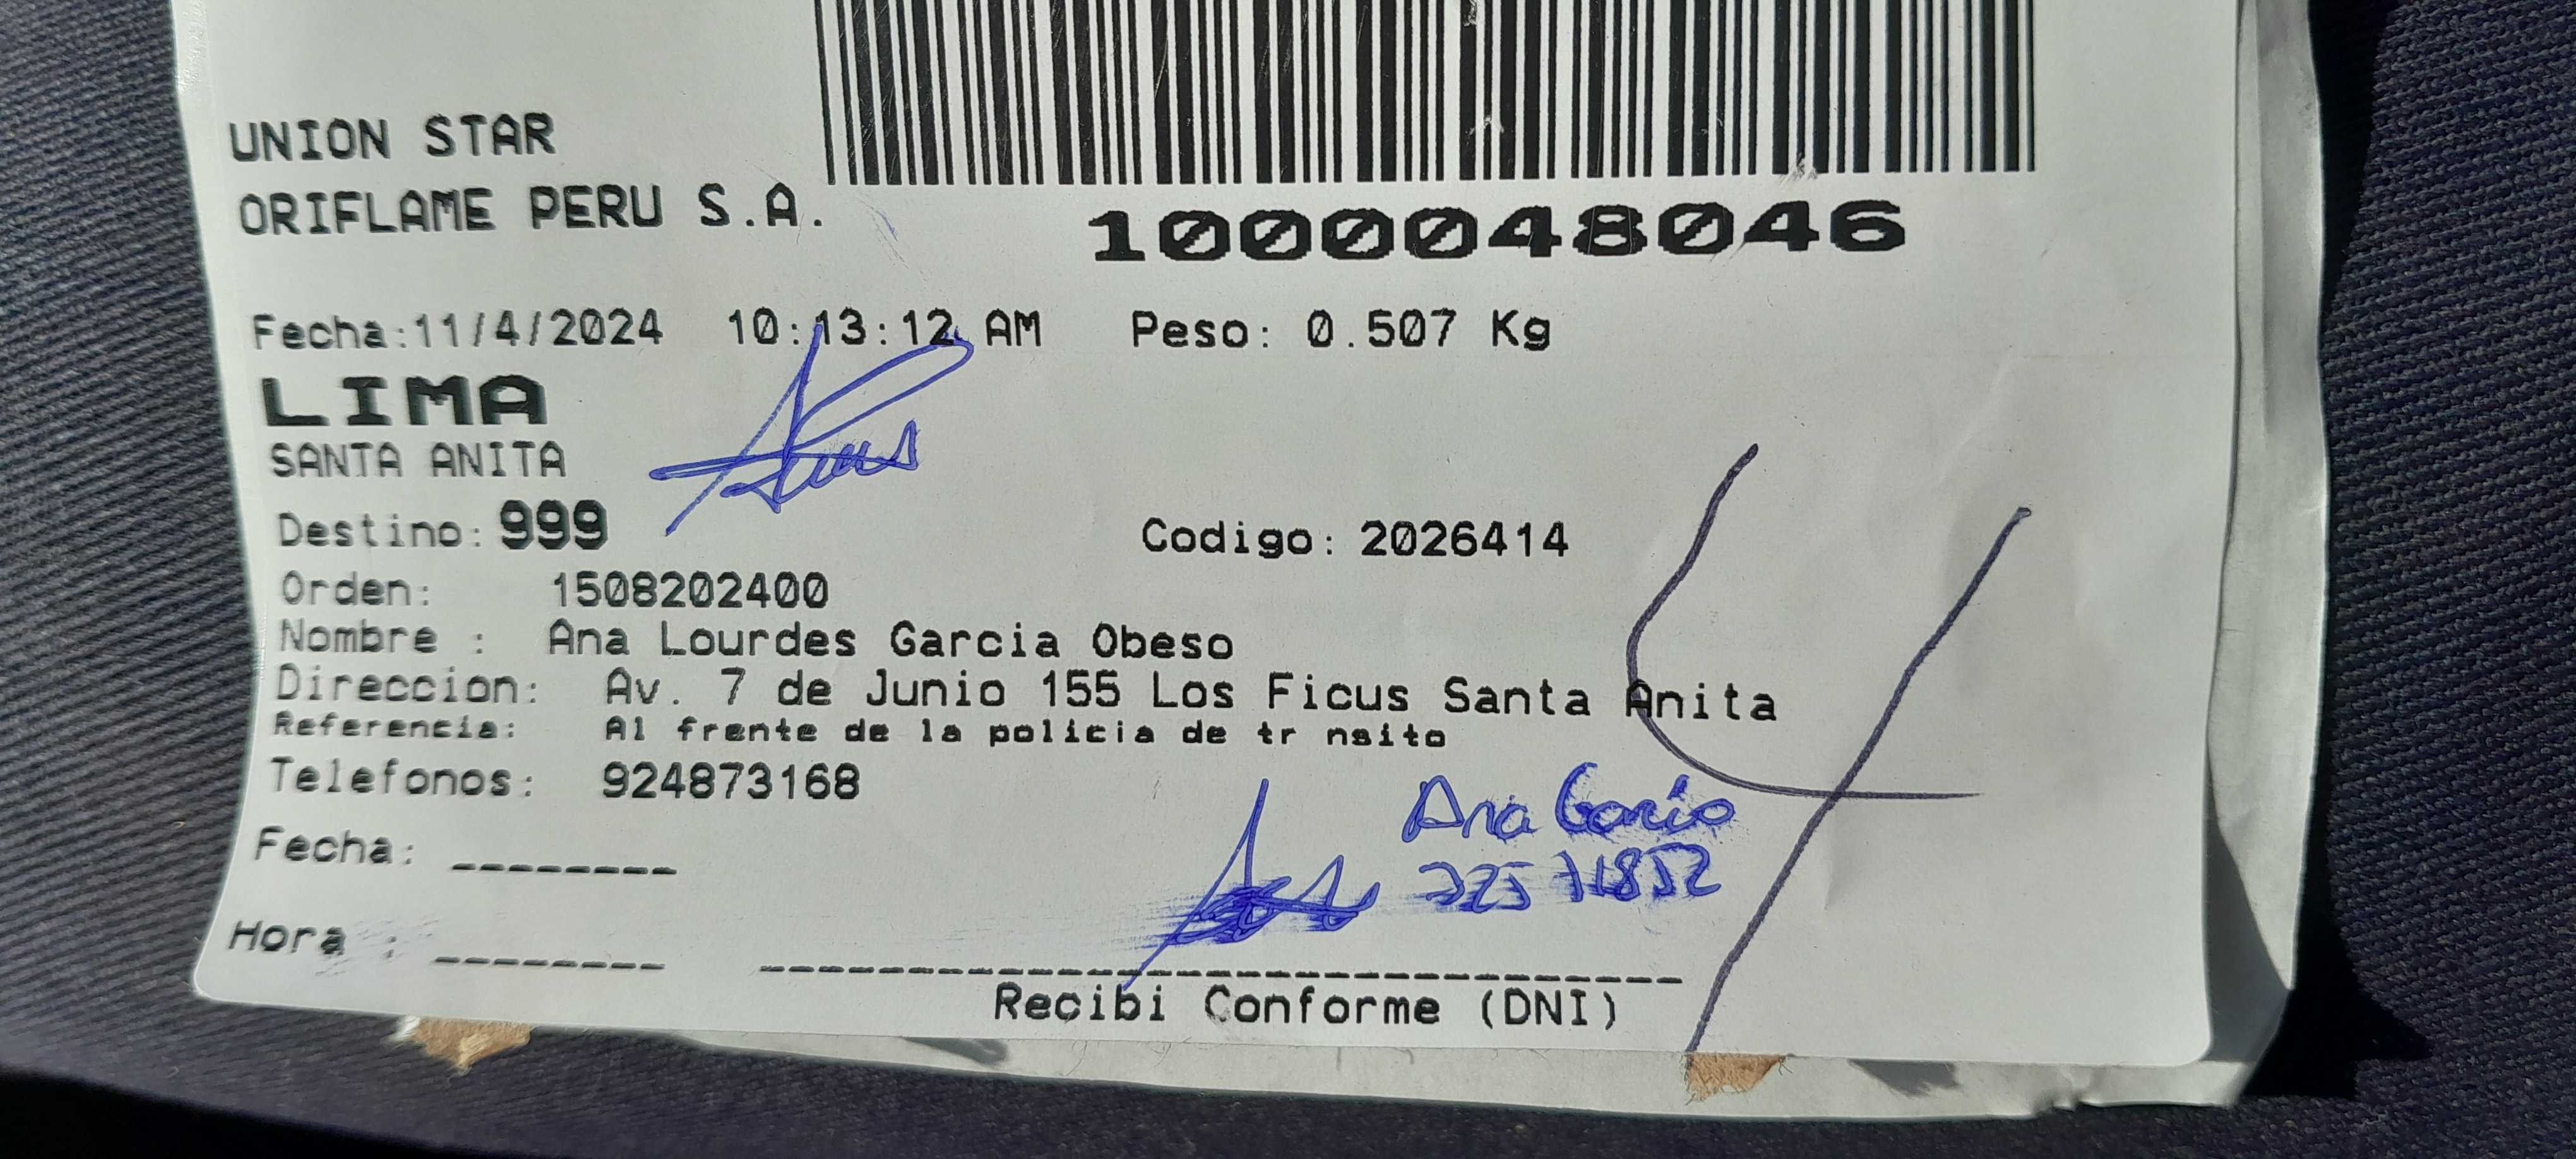 UNION STAR
ORIFLAME PERU S.A.
1000048046
Fecha:11/4/2024 10:13:12 AM Peso: 0.507 Kg
LIMA
SANTA ANITA
Destino: 999 Codigo: 2026414
Orden: 1508202400
Nombre : Ana Lourdes Garcia Obeso
Direccion: Av. 7 de Junio 155 Los Ficus Santa Anita
Referencia: Al frente de la policia de tr nsito
Telefonos: 924873168
Ana Garcia
Fecha: ________
Hora : ________
Recibi Conforme (DNI)
4